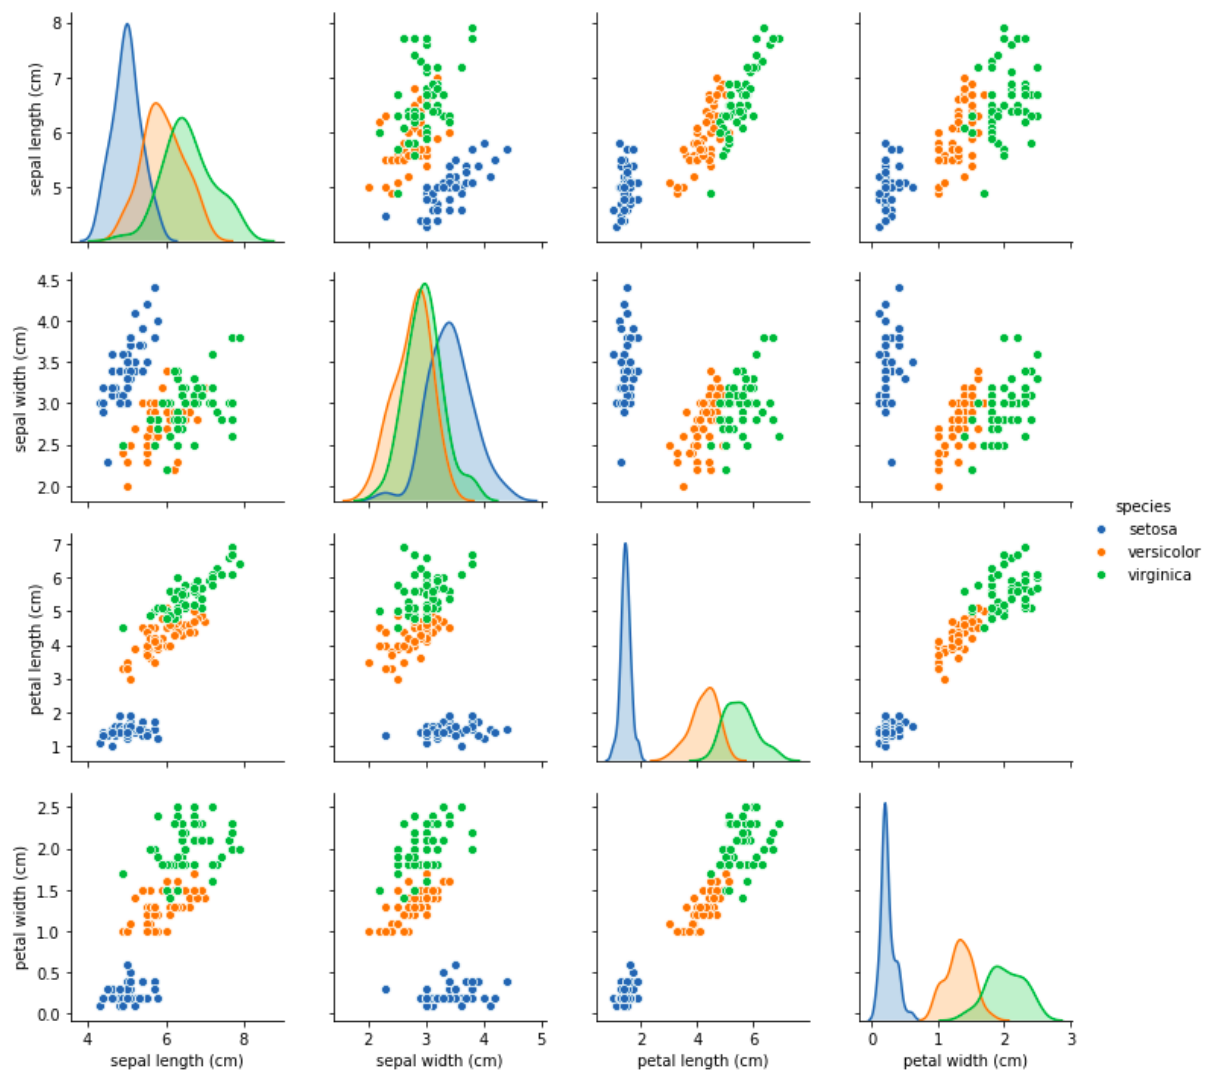 8
7
6
5
sepal length (cm)
4.5
4.0
3.5
3.0
2.5
2.0
sepal width (cm)
species
setosa
versicolor
virginica
7
6
5
4
3
2
1
petal length (cm)
2.5
2.0
1.5
1.0
0.5
0.0
petal width (cm)
4 6 8 2 3 4 5 2 4 6 0 1 2 3
sepal length (cm) sepal width (cm) petal length (cm) petal width (cm)